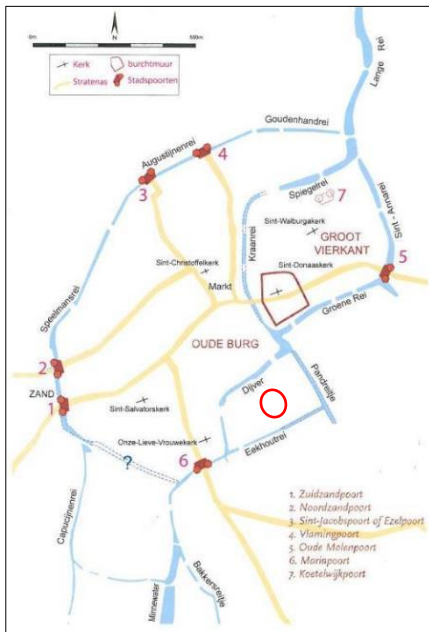 N
0m 500m
Kerk burchtmuur
Stratenas Stadspoorten
Lange Rei
Goudenhandrei
Augustijnenrei
4
3
Spiegelrei
7
Sint-Annarei
Sint-Walburgakerk
GROOT
VIERKANT
Kraanrei
5
Sint-Donaaskerk
Sint-Christoffelkerk
Markt
Speelmansrei
Groene Rei
OUDE BURG
2
ZAND
1
Dijver
Pandreitje
Sint-Salvatorskerk
Onze-Lieve-Vrouwekerk
Eekhoutrei
?
6
Capucijnenrei
Bakkersreitje
Minnewater
1. Zuidzandpoort
2. Noordzandpoort
3. Sint-Jacobspoort of Ezelpoort
4. Vlamingpoort
5. Oude Molenpoort
6. Mariapoort
7. Koetelwijkpoort